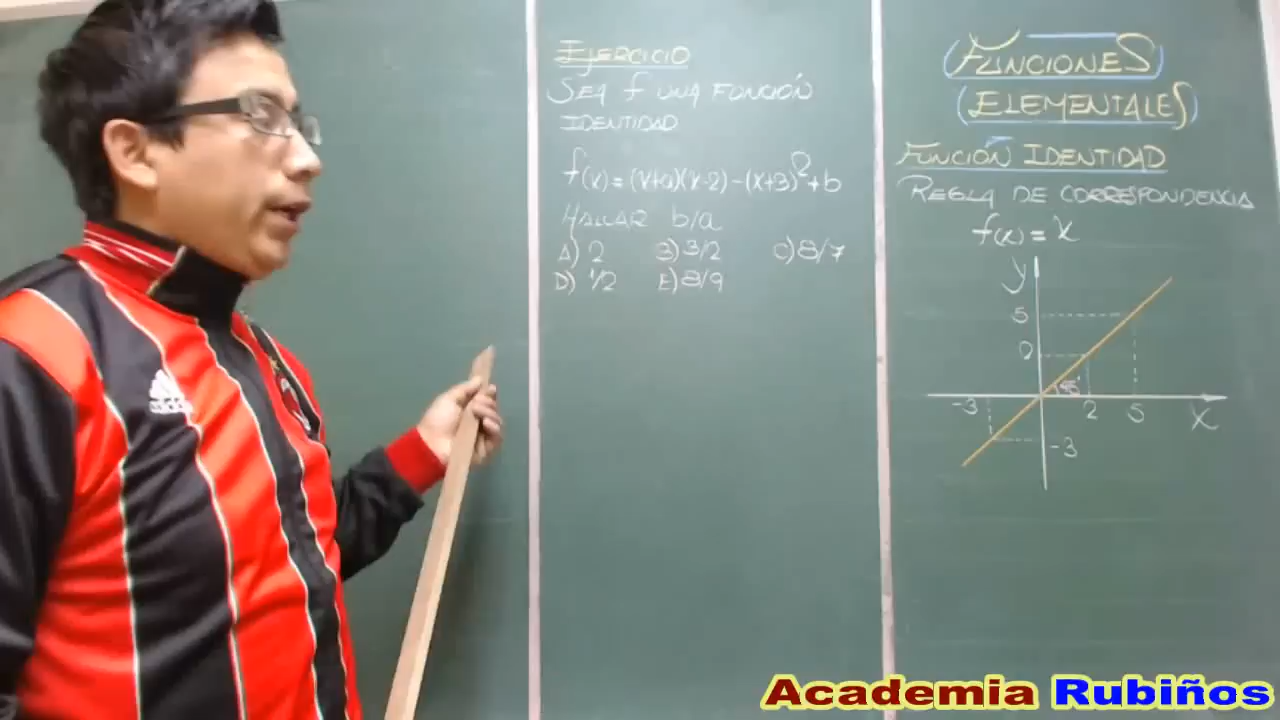 EJERCICIO
SEA f UNA FUNCIÓN
IDENTIDAD
f(x) = (x+a)(x-2) - (x+3)² + b
HALLAR b/a
A) 2 B) 3/2 C) 8/7
D) 1/2 E) 8/9
FUNCIONES
ELEMENTALES
FUNCIÓN IDENTIDAD
REGLA DE CORRESPONDENCIA
f(x) = x
y
5
2
45°
-3 2 5 x
-3
adidas
Academia Rubiños